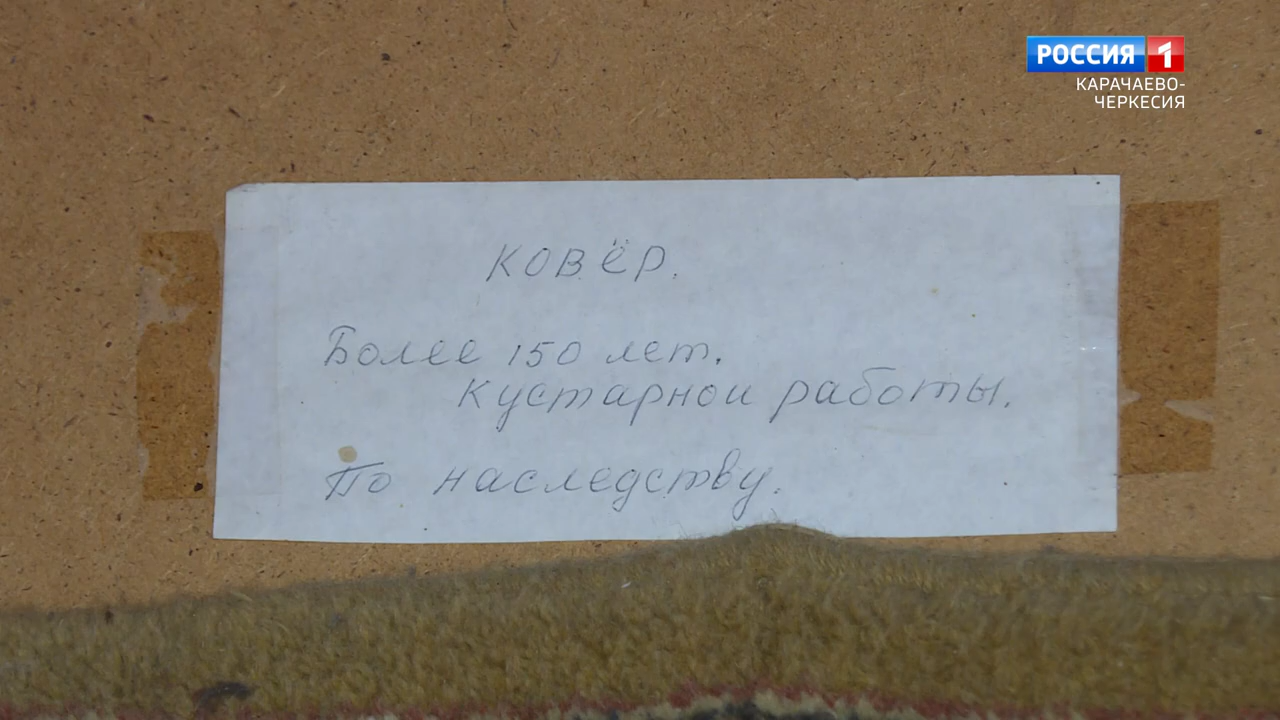 РОССИЯ 1
КАРАЧАЕВО-
ЧЕРКЕСИЯ
КОВЁР.
Более 150 лет.
Кустарной работы.
По наследству.